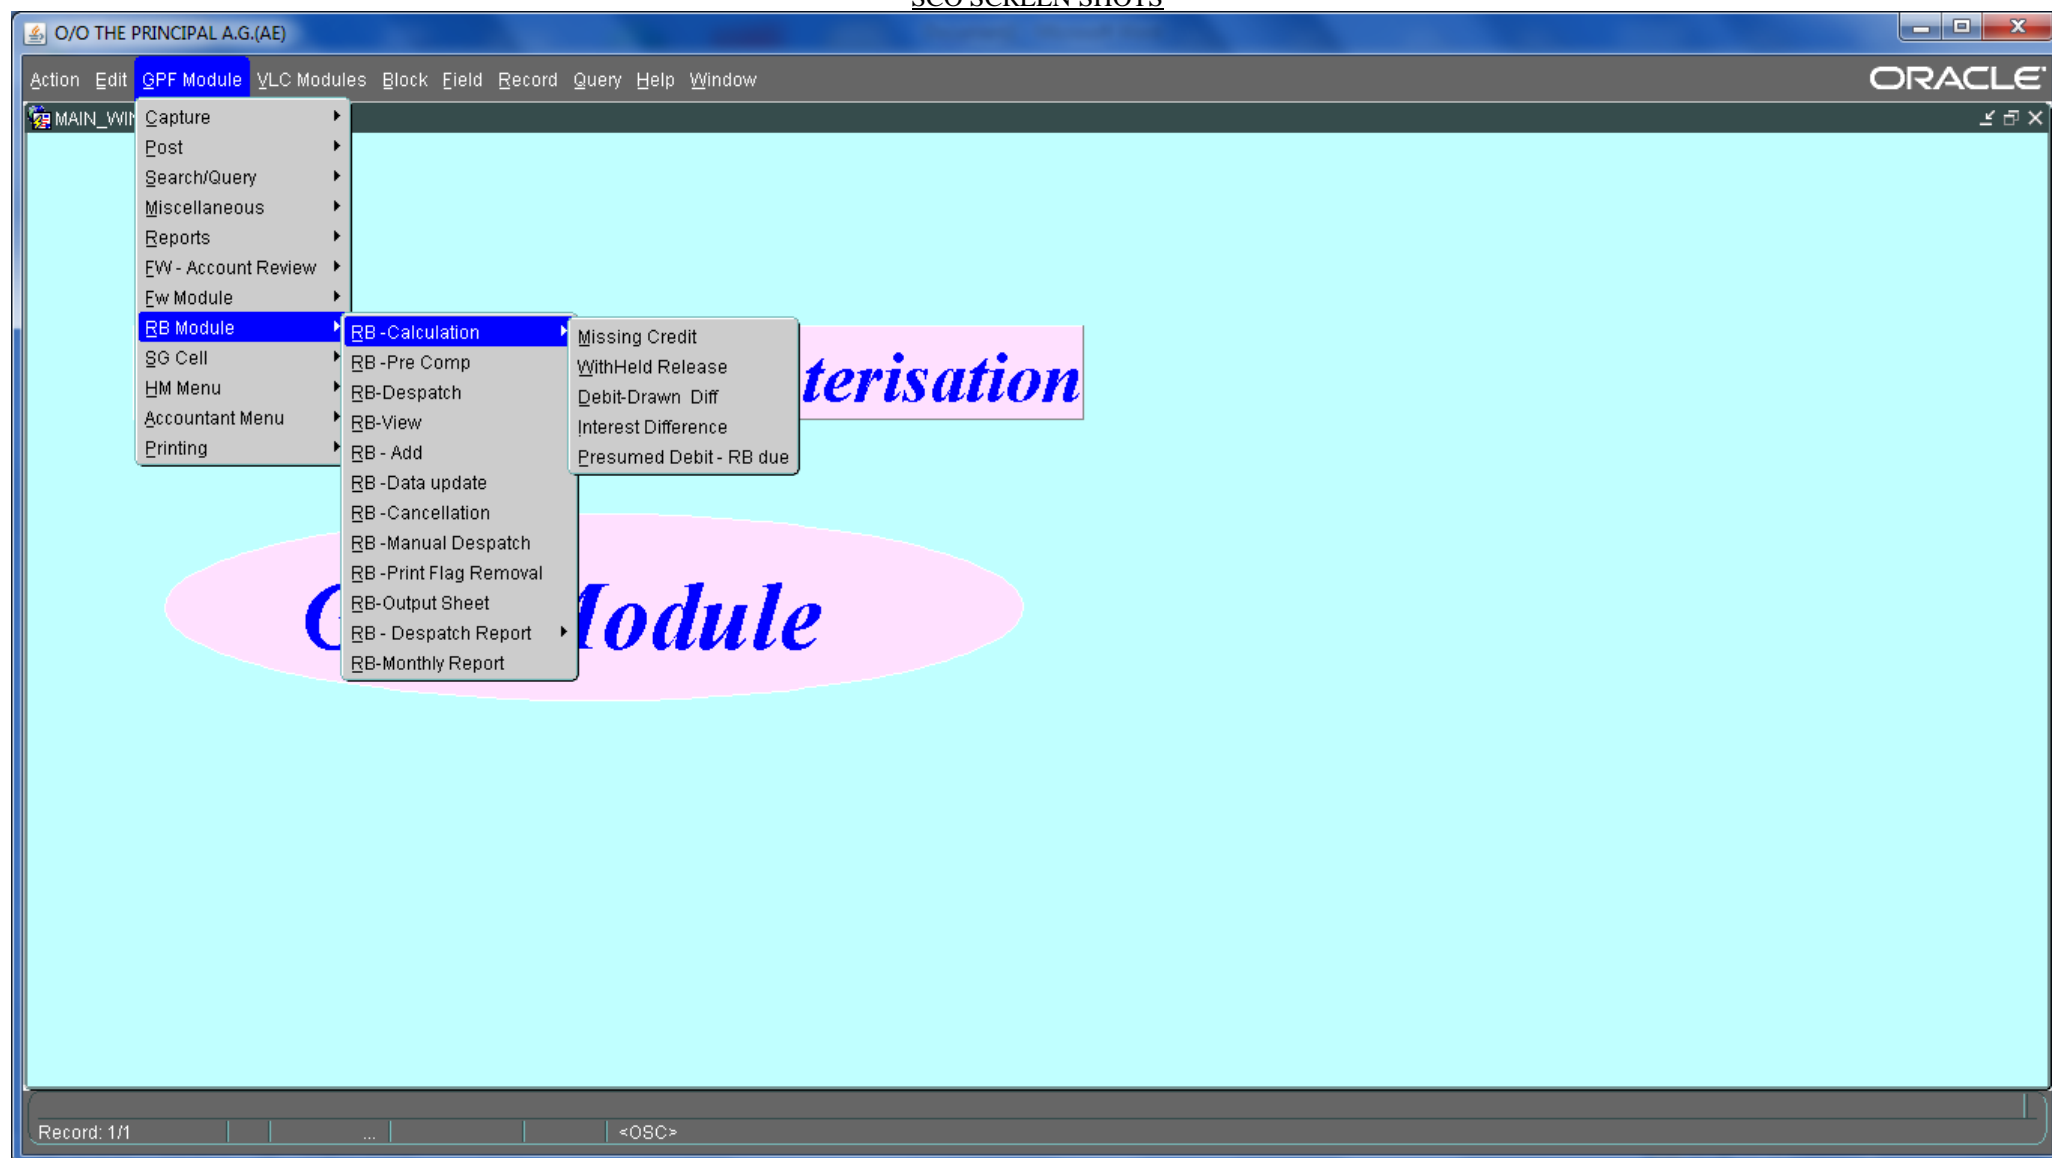 SCO SCREEN SHOTS
O/O THE PRINCIPAL A.G.(AE)
Action Edit GPF Module VLC Modules Block Field Record Query Help Window
ORACLE
MAIN_WIN
Capture
Post
Search/Query
Miscellaneous
Reports
FW - Account Review
Fw Module
RB Module
SG Cell
HM Menu
Accountant Menu
Printing
RB -Calculation
RB -Pre Comp
RB-Despatch
RB-View
RB - Add
RB -Data update
RB -Cancellation
RB -Manual Despatch
RB -Print Flag Removal
RB-Output Sheet
RB - Despatch Report
RB-Monthly Report
Missing Credit
WithHeld Release
Debit-Drawn Diff
Interest Difference
Presumed Debit - RB due
terisation
G
odule
Record: 1/1
...
<OSC>